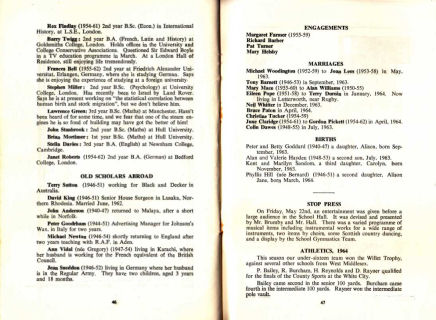 Rex Findlay (1954-61) 2nd year B.Sc. (Econ.) in International
History, at L.S.E., London.
Barry Twigg: 2nd year B.A. (French, Latin and History) at
Goldsmiths College, London. Holds offices in the University and
College Conservative Association. Questioned Sir Edward Boyle
in a TV education programme in March. At a London Hall of
Residence, still enjoying life tremendously.
Frances Bell (1955-62) 2nd year at Friedrich Alexander Uni-
versitat, Erlangen, Germany, where she is studying German. Says
she is enjoying the experience of studying at a foreign university.
Stephen Miller: 2nd year B.Sc. (Psychology) at University
College, London. Has recently been to Island by Land Rover.
Says he is at present working on "the statistical correlation between
human birth and stork migration", but we don't believe him.
Lawrence Green: 3rd year B.Sc. (Maths) at Manchester. Hasn't
been heard of for some time, and we fear that one of the steam en-
gines he is so fond of building may have got the better of him!
John Stanbrook: 2nd year B.Sc. (Maths) at Hull University.
Brian Mortimer: 1st year B.Sc. (Maths) at Hull University.
Stella Davies: 3rd year B.A. (English) at Newnham College,
Cambridge.
Janet Roberts (1954-62) 2nd year B.A. (German) at Bedford
College, London.
OLD SCHOLARS ABROAD
Terry Sutton (1946-51) working for Black and Decker in
Australia.
David King (1946-51) Senior House Surgeon in Lusaka, Nor-
thern Rhodesia. Married June, 1962.
John Anderson (1940-47) returned to Malaya, after a short
while in Norfolk.
Peter Goodman (1946-51) Advertising Manager for Johnson's
Wax, in Italy for two years.
Michael Newton (1946-54) shortly returning to England after
two years teaching with R.A.F. in Aden.
Ann Vidal (née Gregory) (1947-54) living in Karachi, where
her husband is working for the French equivalent of the British
Council.
Jean Sneddon (1946-52) living in Germany where her husband
is in the Regular Army. They have two children, aged 3 years
and 18 months.
46
ENGAGEMENTS
Margaret Farmer (1955-59)
Richard Barber
Pat Turner
Mary Helsby
MARRIAGES
Michael Woodington (1952-59) to Jona Lees (1953-58) in May,
1963.
Tony Barnett (1946-53) in September, 1963.
Mary Mara (1953-60) to Alan Williams (1950-55)
Eileen Pope (1951-58) to Terry Dorela in January, 1964. Now
living in Lutterworth, near Rugby.
Neil Whiter in December, 1963.
Bruce Paton in April, 1964.
Christine Tucker (1954-59)
June Claridge (1954-61) to Gordon Pickett (1954-62) in April, 1964.
Colin Dawes (1948-55) in July, 1963.
BIRTHS
Peter and Betty Goddard (1940-47) a daughter, Alison, born Sep-
tember, 1963.
Alan and Valerie Hayden (1948-53) a second son, July, 1963.
Kent and Marilyn Sandom, a third daughter, Carolyn, born
November, 1963.
Phyllis Hill (née Bernard) (1946-51) a second daughter, Alison
Jane, born March, 1964.
STOP PRESS
On Friday, May 22nd, an entertainment was given before a
large audience in the School Hall. It was devised and presented
by Mr. Brumby and Mr. Hall. There was a varied programme of
musical items including instrumental works for a wide range of
instruments, two items by choirs, some Scottish country dancing,
and a display by the School Gymnastics Team.
ATHLETICS, 1964
This season our under-sixteen team won the Willet Trophy,
against several other schools from West Middlesex.
P. Bailey, R. Burcham, H. Reynolds and D. Rayner qualified
for the finals of the County Sports at the White City.
Bailey came second in the 100 yards. Burcham came
fourth in the intermediate 100 yards. Rayner won the intermediate
pole vault.
47